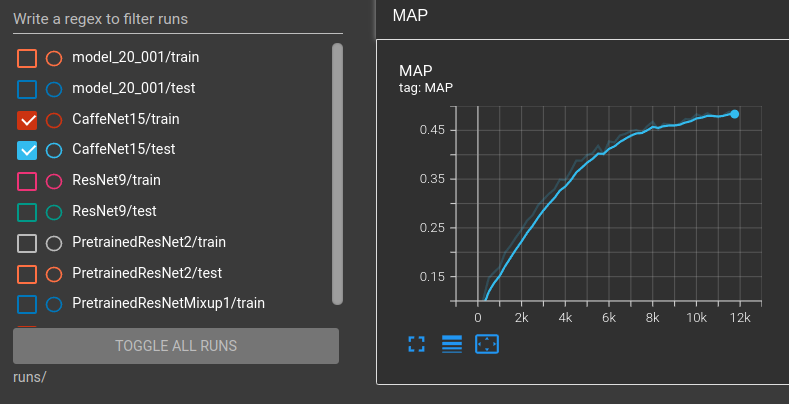 Write a regex to filter runs
model_20_001/train
model_20_001/test
CaffeNet15/train
CaffeNet15/test
ResNet9/train
ResNet9/test
PretrainedResNet2/train
PretrainedResNet2/test
PretrainedResNetMixup1/train
TOGGLE ALL RUNS
runs/
MAP
MAP
tag: MAP
0.45
0.35
0.25
0.15
0 2k 4k 6k 8k 10k 12k